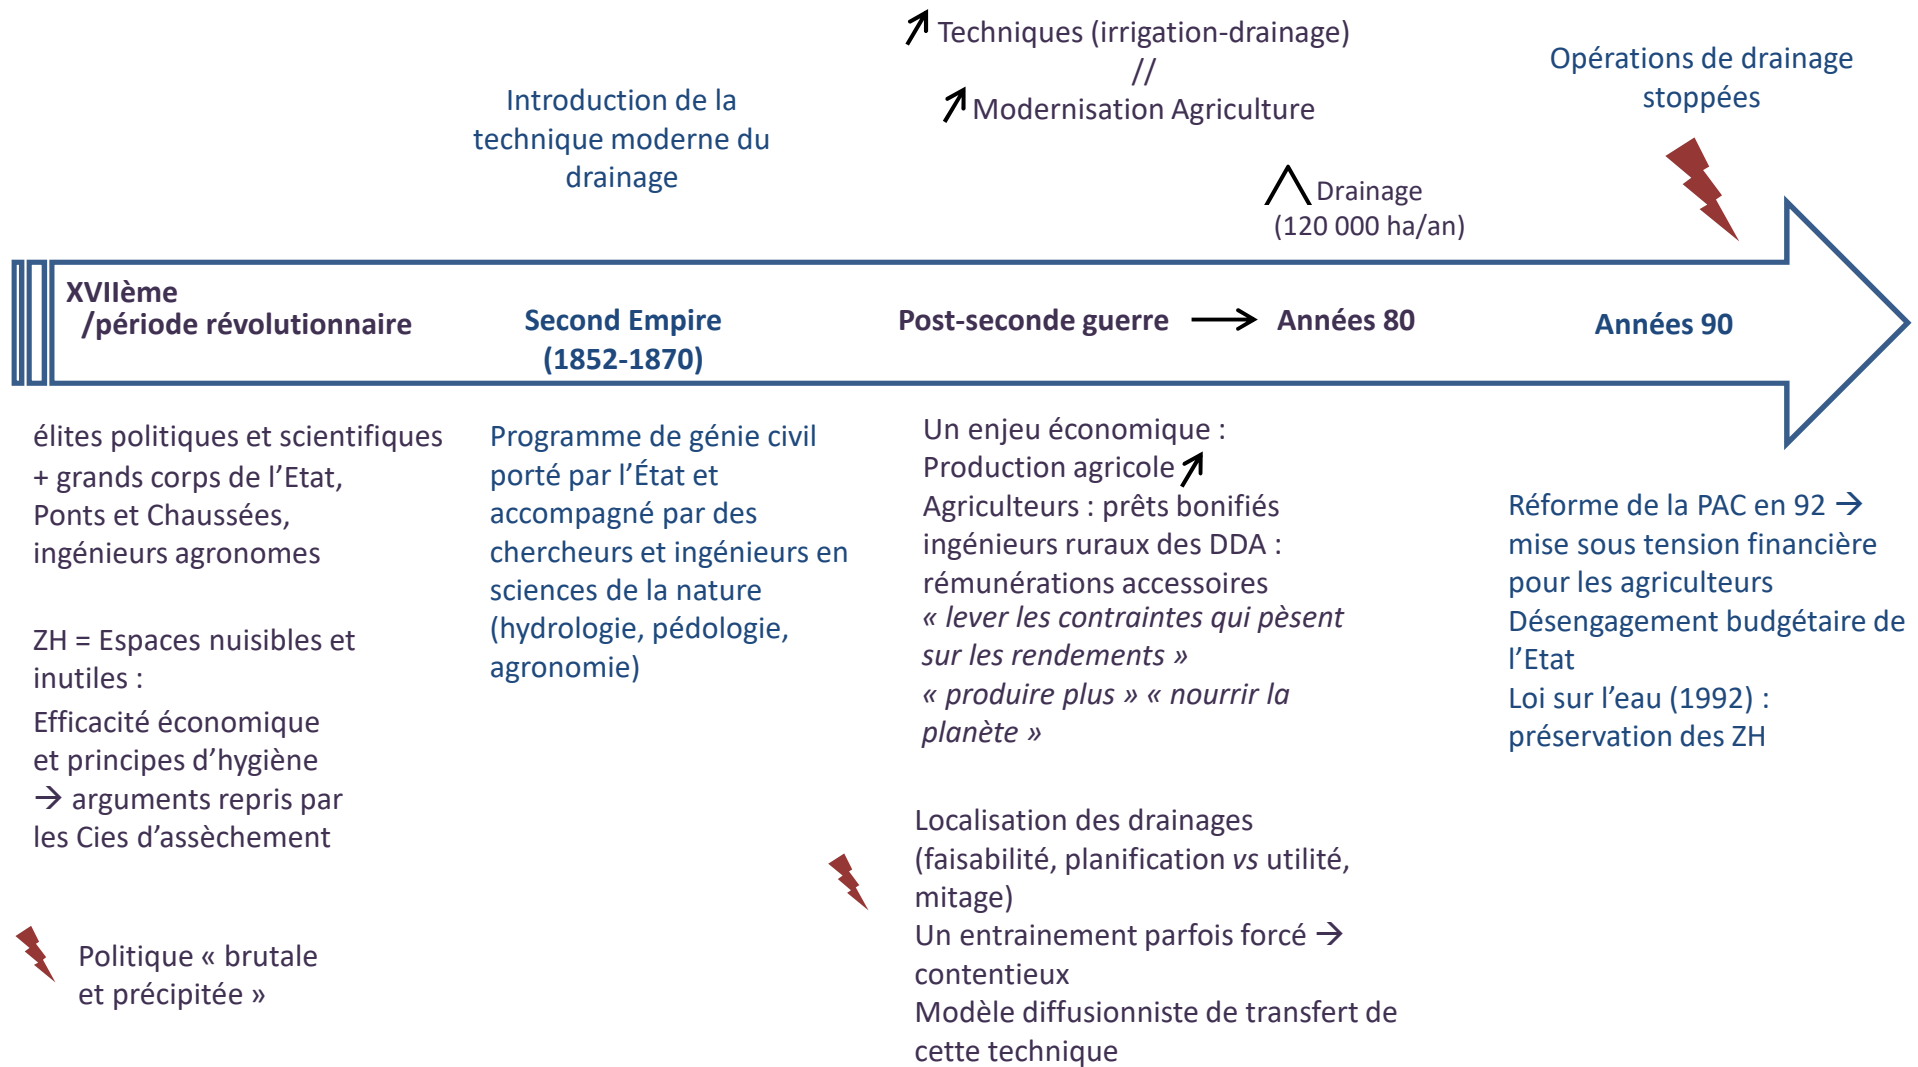 Techniques (irrigation-drainage)
//
Modernisation Agriculture
Opérations de drainage
stoppées
Introduction de la
technique moderne du
drainage
Drainage
(120 000 ha/an)
XVIIème
/période révolutionnaire
Second Empire
(1852-1870)
Post-seconde guerre → Années 80
Années 90
élites politiques et scientifiques
+ grands corps de l'Etat,
Ponts et Chaussées,
ingénieurs agronomes
ZH = Espaces nuisibles et
inutiles :
Efficacité économique
et principes d'hygiène
→ arguments repris par
les Cies d'assèchement
Politique « brutale
et précipitée »
Programme de génie civil
porté par l'État et
accompagné par des
chercheurs et ingénieurs en
sciences de la nature
(hydrologie, pédologie,
agronomie)
Un enjeu économique :
Production agricole
Agriculteurs : prêts bonifiés
ingénieurs ruraux des DDA :
rémunérations accessoires
« lever les contraintes qui pèsent
sur les rendements »
« produire plus » « nourrir la
planète »
Localisation des drainages
(faisabilité, planification vs utilité,
mitage)
Un entrainement parfois forcé →
contentieux
Modèle diffusionniste de transfert de
cette technique
Réforme de la PAC en 92 →
mise sous tension financière
pour les agriculteurs
Désengagement budgétaire de
l'Etat
Loi sur l'eau (1992) :
préservation des ZH